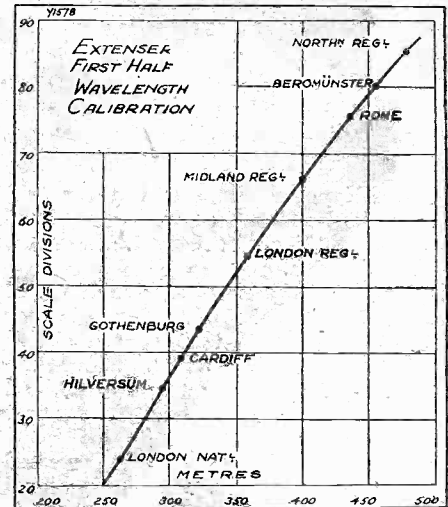 Y1578
EXTENSER
FIRST HALF
WAVELENGTH
CALIBRATION
NORTHN REGL
BEROMÜNSTER
ROME
MIDLAND REGL
LONDON REGL
GOTHENBURG
CARDIFF
HILVERSUM
LONDON NATL
SCALE DIVISIONS
METRES
90
80
70
60
50
40
30
20
200 250 300 350 400 450 500